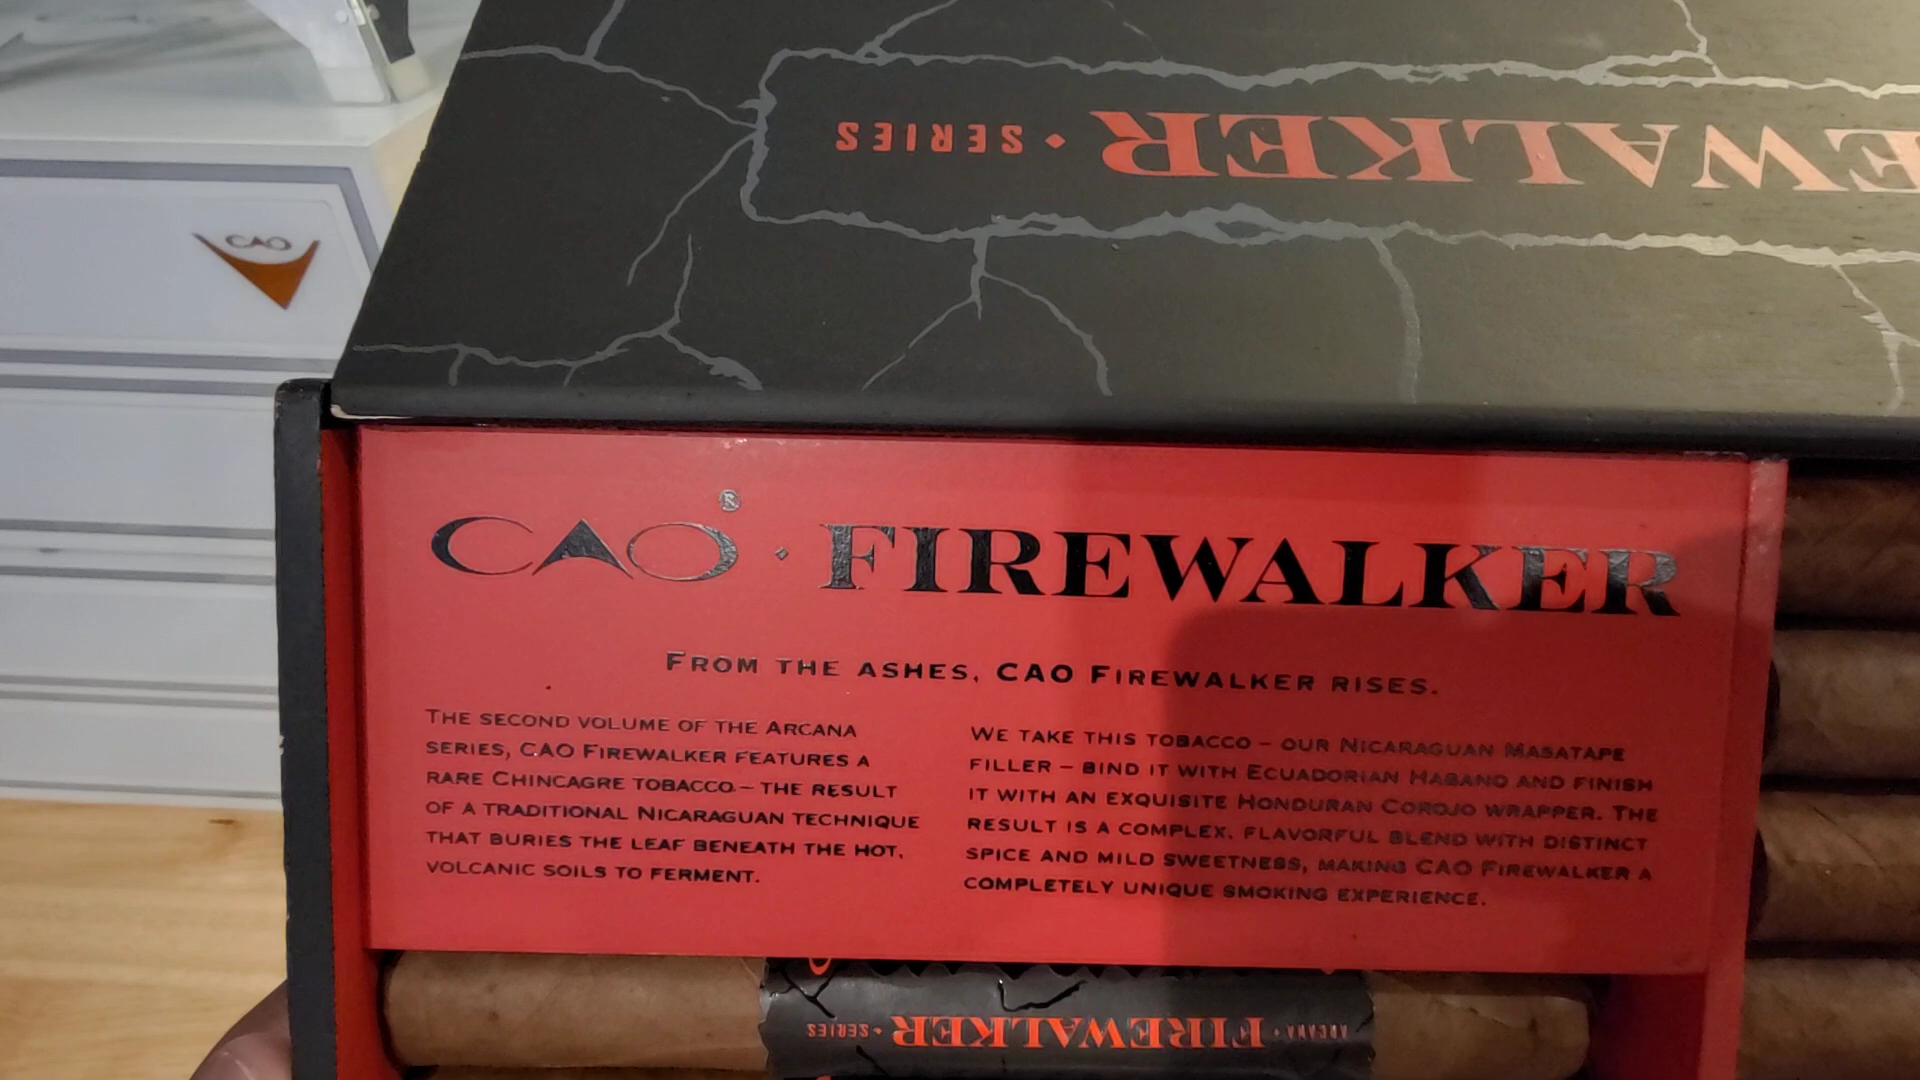 SERIES ⬩ FIREWALKER
CAO
CAO® ⬩ FIREWALKER
FROM THE ASHES, CAO FIREWALKER RISES.
THE SECOND VOLUME OF THE ARCANA
SERIES, CAO FIREWALKER FEATURES A
RARE CHINCAGRE TOBACCO – THE RESULT
OF A TRADITIONAL NICARAGUAN TECHNIQUE
THAT BURIES THE LEAF BENEATH THE HOT,
VOLCANIC SOILS TO FERMENT.
WE TAKE THIS TOBACCO – OUR NICARAGUAN MASATAPE
FILLER – BIND IT WITH ECUADORIAN HABANO AND FINISH
IT WITH AN EXQUISITE HONDURAN COROJO WRAPPER. THE
RESULT IS A COMPLEX, FLAVORFUL BLEND WITH DISTINCT
SPICE AND MILD SWEETNESS, MAKING CAO FIREWALKER A
COMPLETELY UNIQUE SMOKING EXPERIENCE.
ARCANA ⬩ FIREWALKER ⬩ SERIES